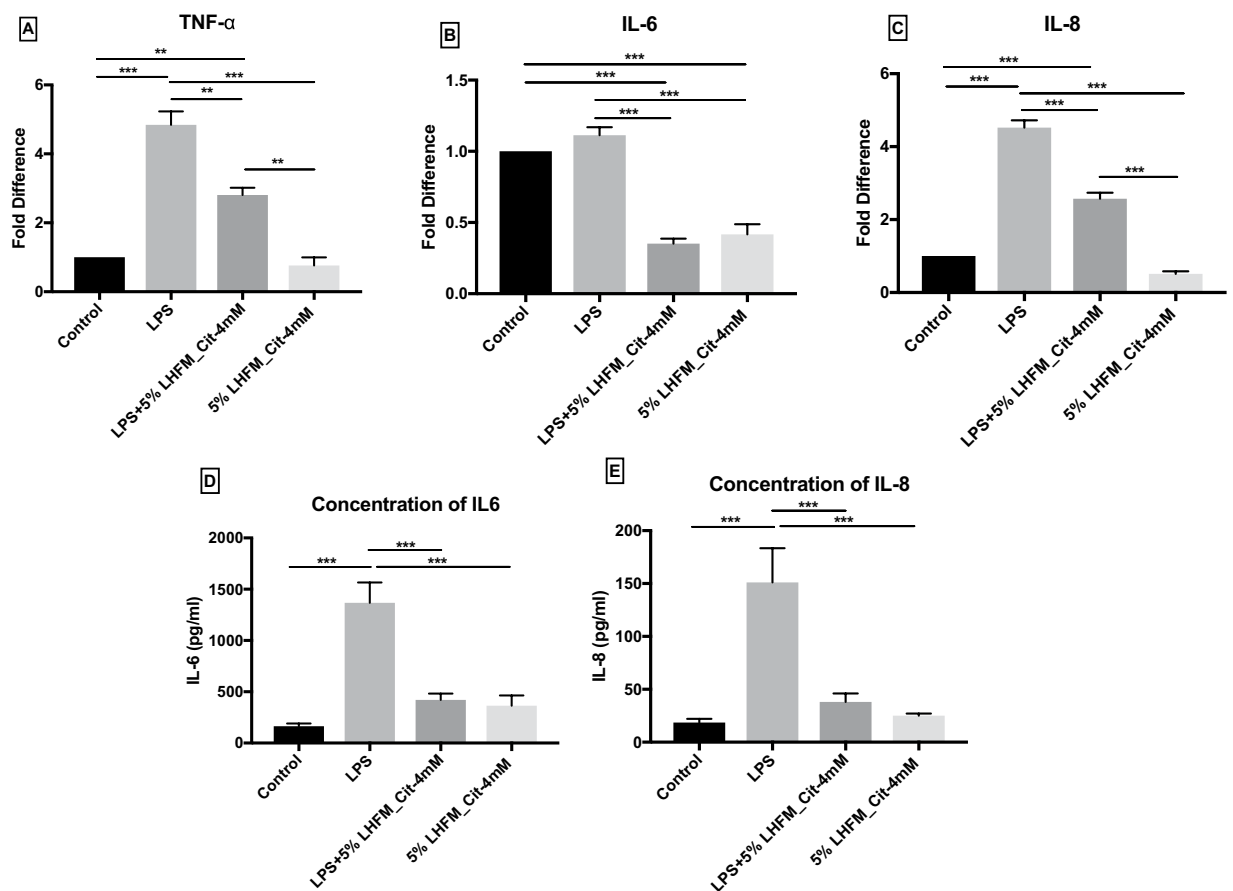 A
TNF-α
**
***
***
**
**
Fold Difference
6
4
2
0
Control
LPS
LPS+5% LHFM_Cit-4mM
5% LHFM_Cit-4mM
B
IL-6
***
***
***
***
Fold Difference
1.5
1.0
0.5
0.0
Control
LPS
LPS+5% LHFM_Cit-4mM
5% LHFM_Cit-4mM
C
IL-8
***
***
***
***
***
Fold Difference
6
4
2
0
Control
LPS
LPS+5% LHFM_Cit-4mM
5% LHFM_Cit-4mM
D
Concentration of IL6
***
***
***
IL-6 (pg/ml)
2000
1500
1000
500
0
Control
LPS
LPS+5% LHFM_Cit-4mM
5% LHFM_Cit-4mM
E
Concentration of IL-8
***
***
***
IL-8 (pg/ml)
200
150
100
50
0
Control
LPS
LPS+5% LHFM_Cit-4mM
5% LHFM_Cit-4mM